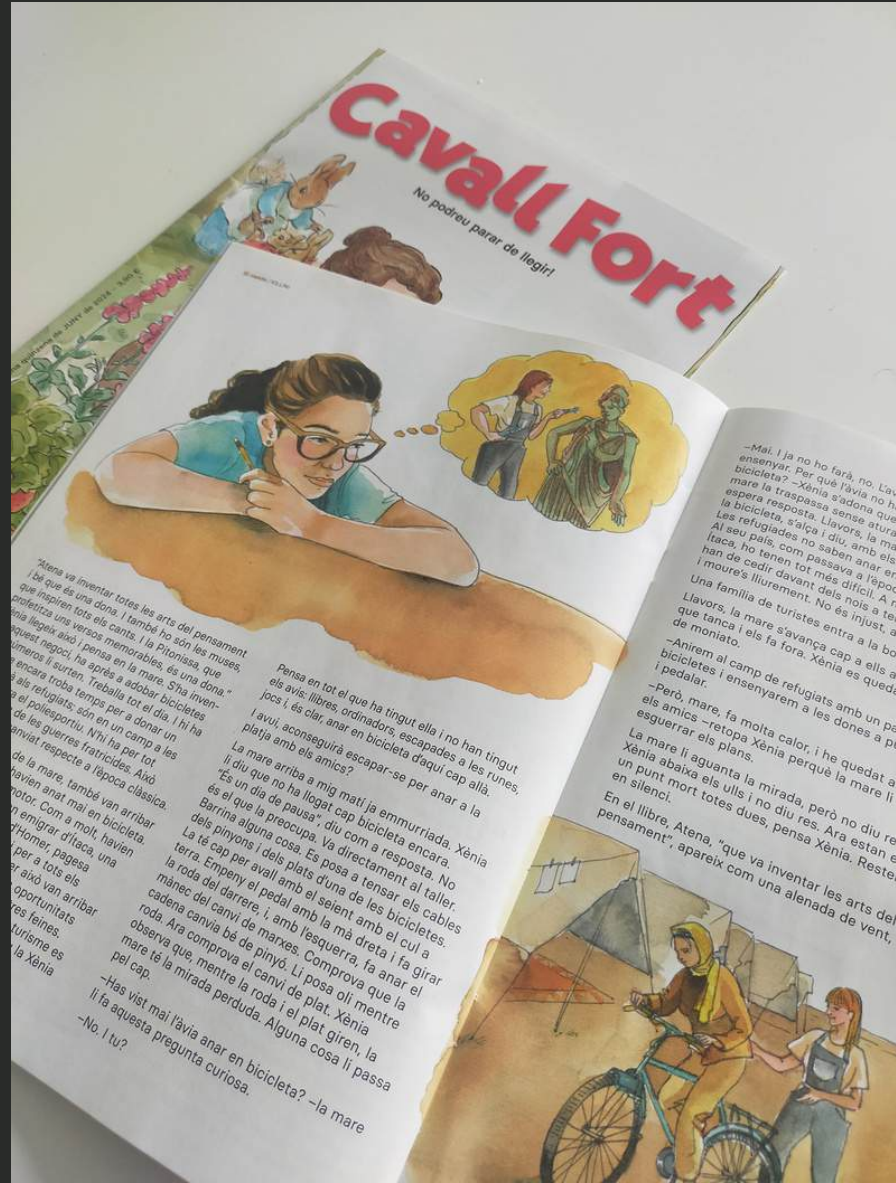 Cavall Fort
No podreu parar de llegir!
quinzena de JUNY de 2024 - 3,90 €
"Atena va inventar totes les arts del pensament
i bé que és una dona. I també ho són les muses,
que inspiren tots els cants. I la Pitonissa, que
profetitza uns versos memorables, és una dona."
Xènia llegeix això i pensa en la mare. S'ha inven-
aquest negoci, ha après a adobar bicicletes
números li surten. Treballa tot el dia. I hi ha
encara troba temps per a donar un
als refugiats; són en un camp a les
el poliesportiu. N'hi ha per tot
de les guerres fratricides. Això
canviat respecte a l'època clàssica.
de la mare, també van arribar
havien anat mai en bicicleta
motor. Com a molt, havien
emigrar d'Ítaca, una
d'Homer, pagesa
per a tots els
per això van arribar
oportunitats
feines.
turisme es
la Xènia
Pensa en tot el que ha tingut ella i no han tingut
els avis: llibres, ordinadors, escapades a les runes,
jocs i, és clar, anar en bicicleta d'aquí cap allà.
I avui, aconseguirà escapar-se per anar a la
platja amb els amics?
La mare arriba a mig matí ja emmurriada. Xènia
li diu que no ha llogat cap bicicleta encara.
"És un dia de pausa", diu com a resposta. No
és el que la preocupa. Va directament al taller.
Barrina alguna cosa. Es posa a tensar els cables
dels pinyons i dels plats d'una de les bicicletes.
La té cap per avall amb el seient amb el cul a
terra. Empeny el pedal amb la mà dreta i fa girar
la roda del darrere, i, amb l'esquerra, fa anar el
mànec del canvi de marxes. Comprova que la
cadena canvia bé de pinyó. Li posa oli mentre
roda. Ara comprova el canvi de plat. Xènia
observa que, mentre la roda i el plat giren, la
mare té la mirada perduda. Alguna cosa li passa
pel cap.
–Has vist mai l'àvia anar en bicicleta? –la mare
li fa aquesta pregunta curiosa.
–No. I tu?
–Mai. I ja no ho farà, no.
ensenyar. Per què l'àvia no
bicicleta? –Xènia s'adona que
mare la traspassa sense atura
espera resposta. Llavors, la ma
la bicicleta, s'alça i diu, amb els
Les refugiades no saben anar en
Al seu país, com passava a l'èpoc
Ítaca, ho tenen tot més difícil. A
han de cedir davant dels nois a
i moure's lliurement. No és injust,
Una família de turistes entra a la bo
Llavors, la mare s'avança cap a ells a
que tanca i els fa fora. Xènia es qued
de moniato.
–Anirem al camp de refugiats amb un pa
bicicletes i ensenyarem a les dones a
i pedalar.
–Però, mare, fa molta calor, i he quedat a
els amics –retopa Xènia perquè la mare li
esguerrar els plans.
La mare li aguanta la mirada, però no diu re
Xènia abaixa els ulls i no diu res. Ara estan e
un punt mort totes dues, pensa Xènia. Reste
en silenci.
En el llibre, Atena, "que va inventar les arts del
pensament", apareix com una alenada de vent,